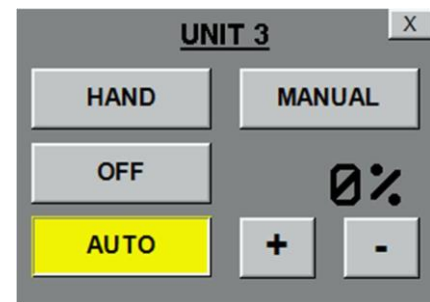 UNIT 3
X
HAND
MANUAL
OFF
0%
AUTO
+
-